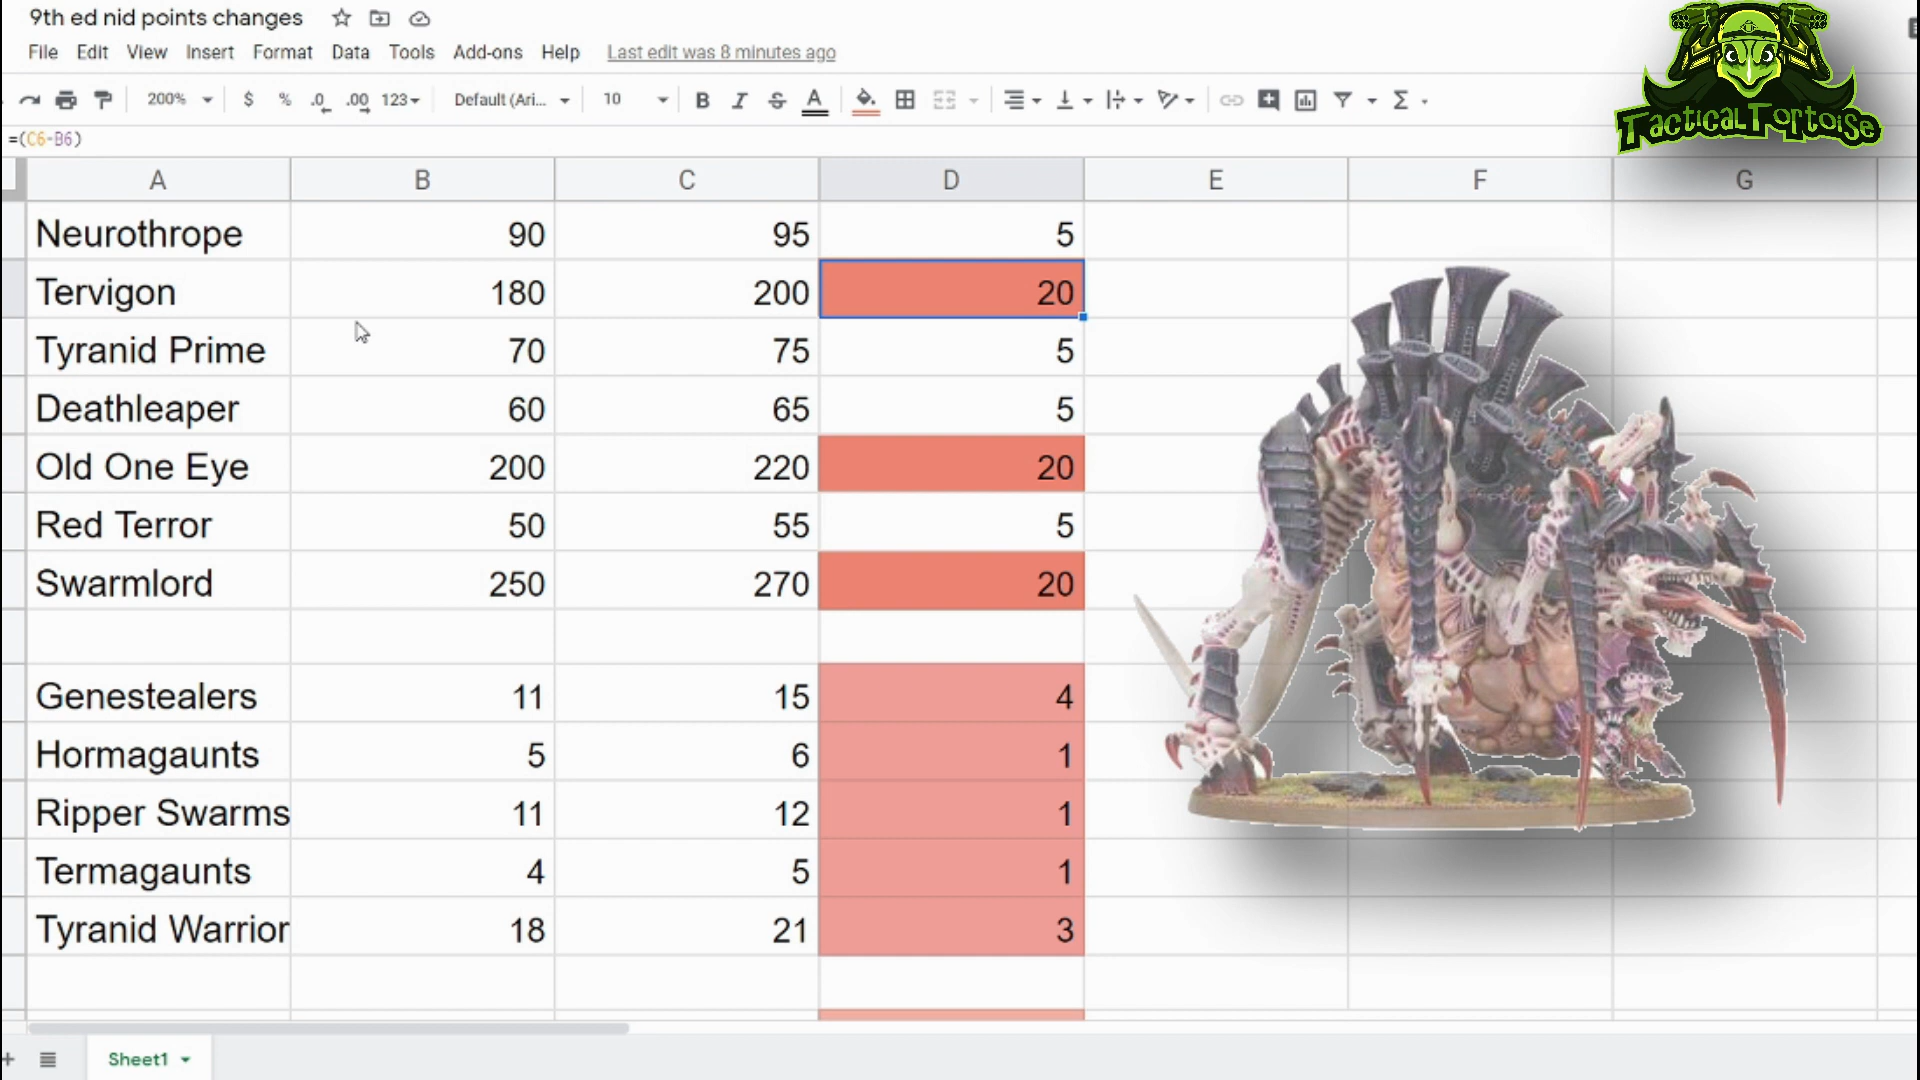 9th ed nid points changes
File Edit View Insert Format Data Tools Add-ons Help Last edit was 8 minutes ago
200% $ % .0 .00 123 Default (Ari... 10 B I S A Σ
=(C6-B6)
TacticalTortoise
A B C D E F G
Neurothrope 90 95 5
Tervigon 180 200 20
Tyranid Prime 70 75 5
Deathleaper 60 65 5
Old One Eye 200 220 20
Red Terror 50 55 5
Swarmlord 250 270 20
Genestealers 11 15 4
Hormagaunts 5 6 1
Ripper Swarms 11 12 1
Termagaunts 4 5 1
Tyranid Warrior 18 21 3
Sheet1